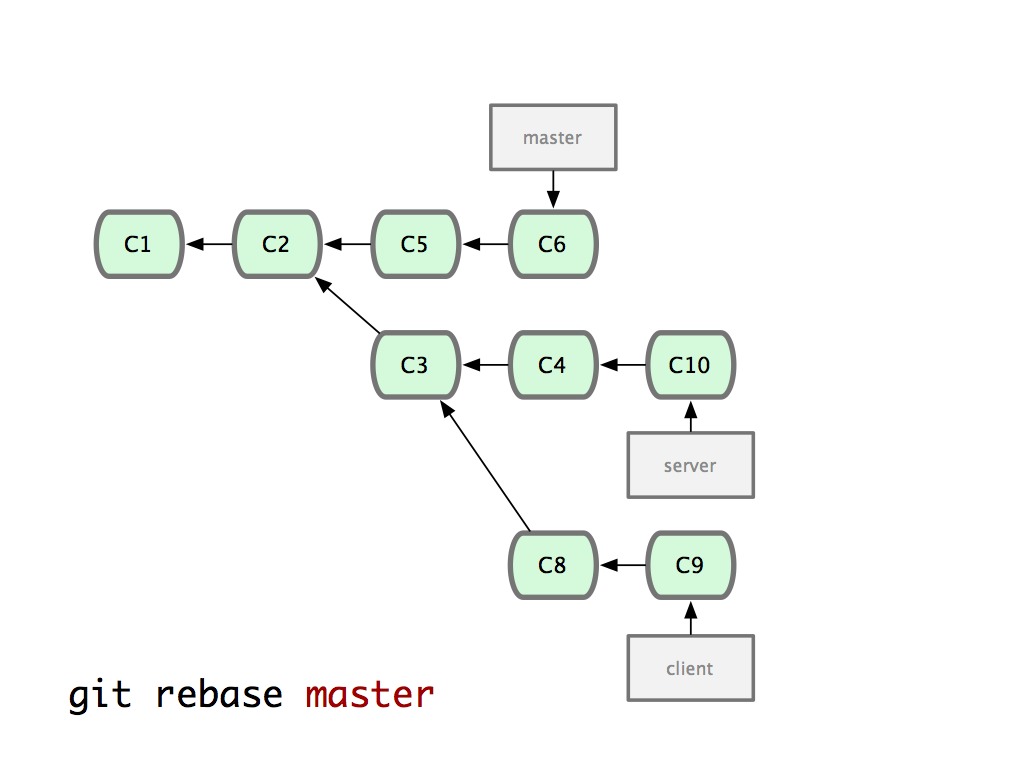 master
C1 C2 C5 C6
C3 C4 C10
server
C8 C9
client
git rebase master